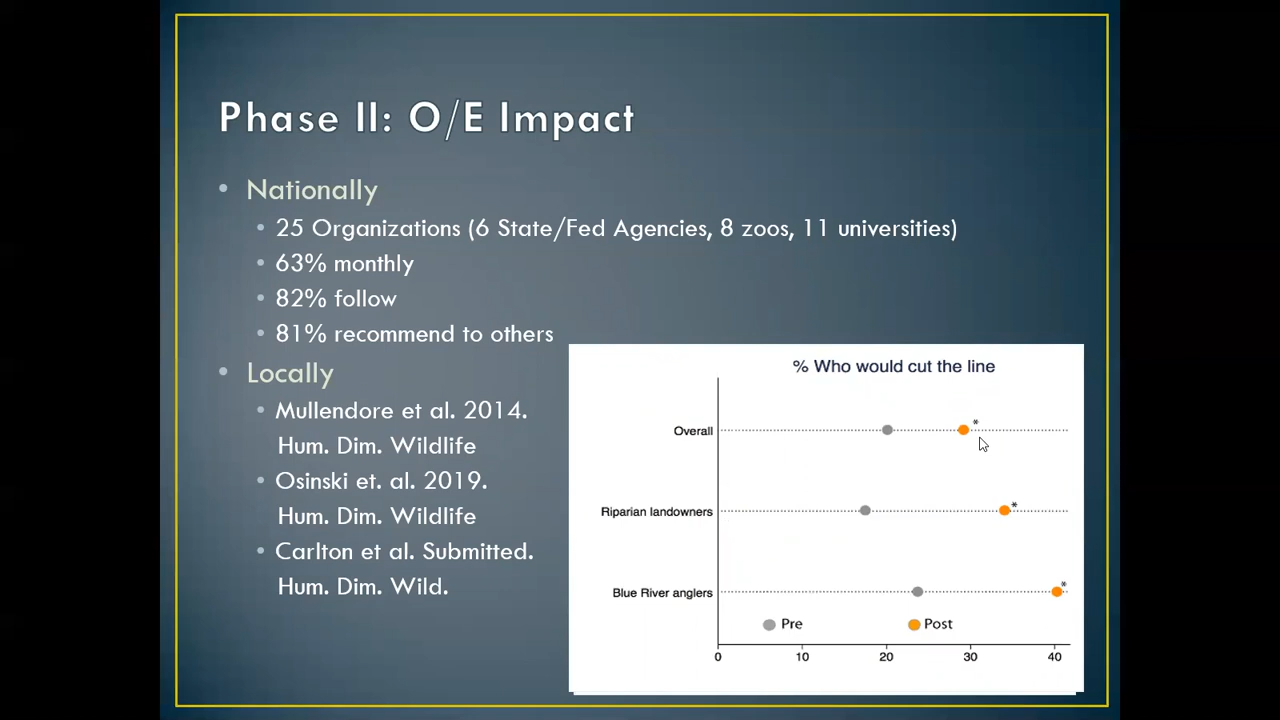 Phase II: O/E Impact
• Nationally
• 25 Organizations (6 State/Fed Agencies, 8 zoos, 11 universities)
• 63% monthly
• 82% follow
• 81% recommend to others
• Locally
• Mullendore et al. 2014.
Hum. Dim. Wildlife
• Osinski et. al. 2019.
Hum. Dim. Wildlife
• Carlton et al. Submitted.
Hum. Dim. Wild.
% Who would cut the line
Overall *
Riparian landowners *
Blue River anglers *
Pre Post
0 10 20 30 40